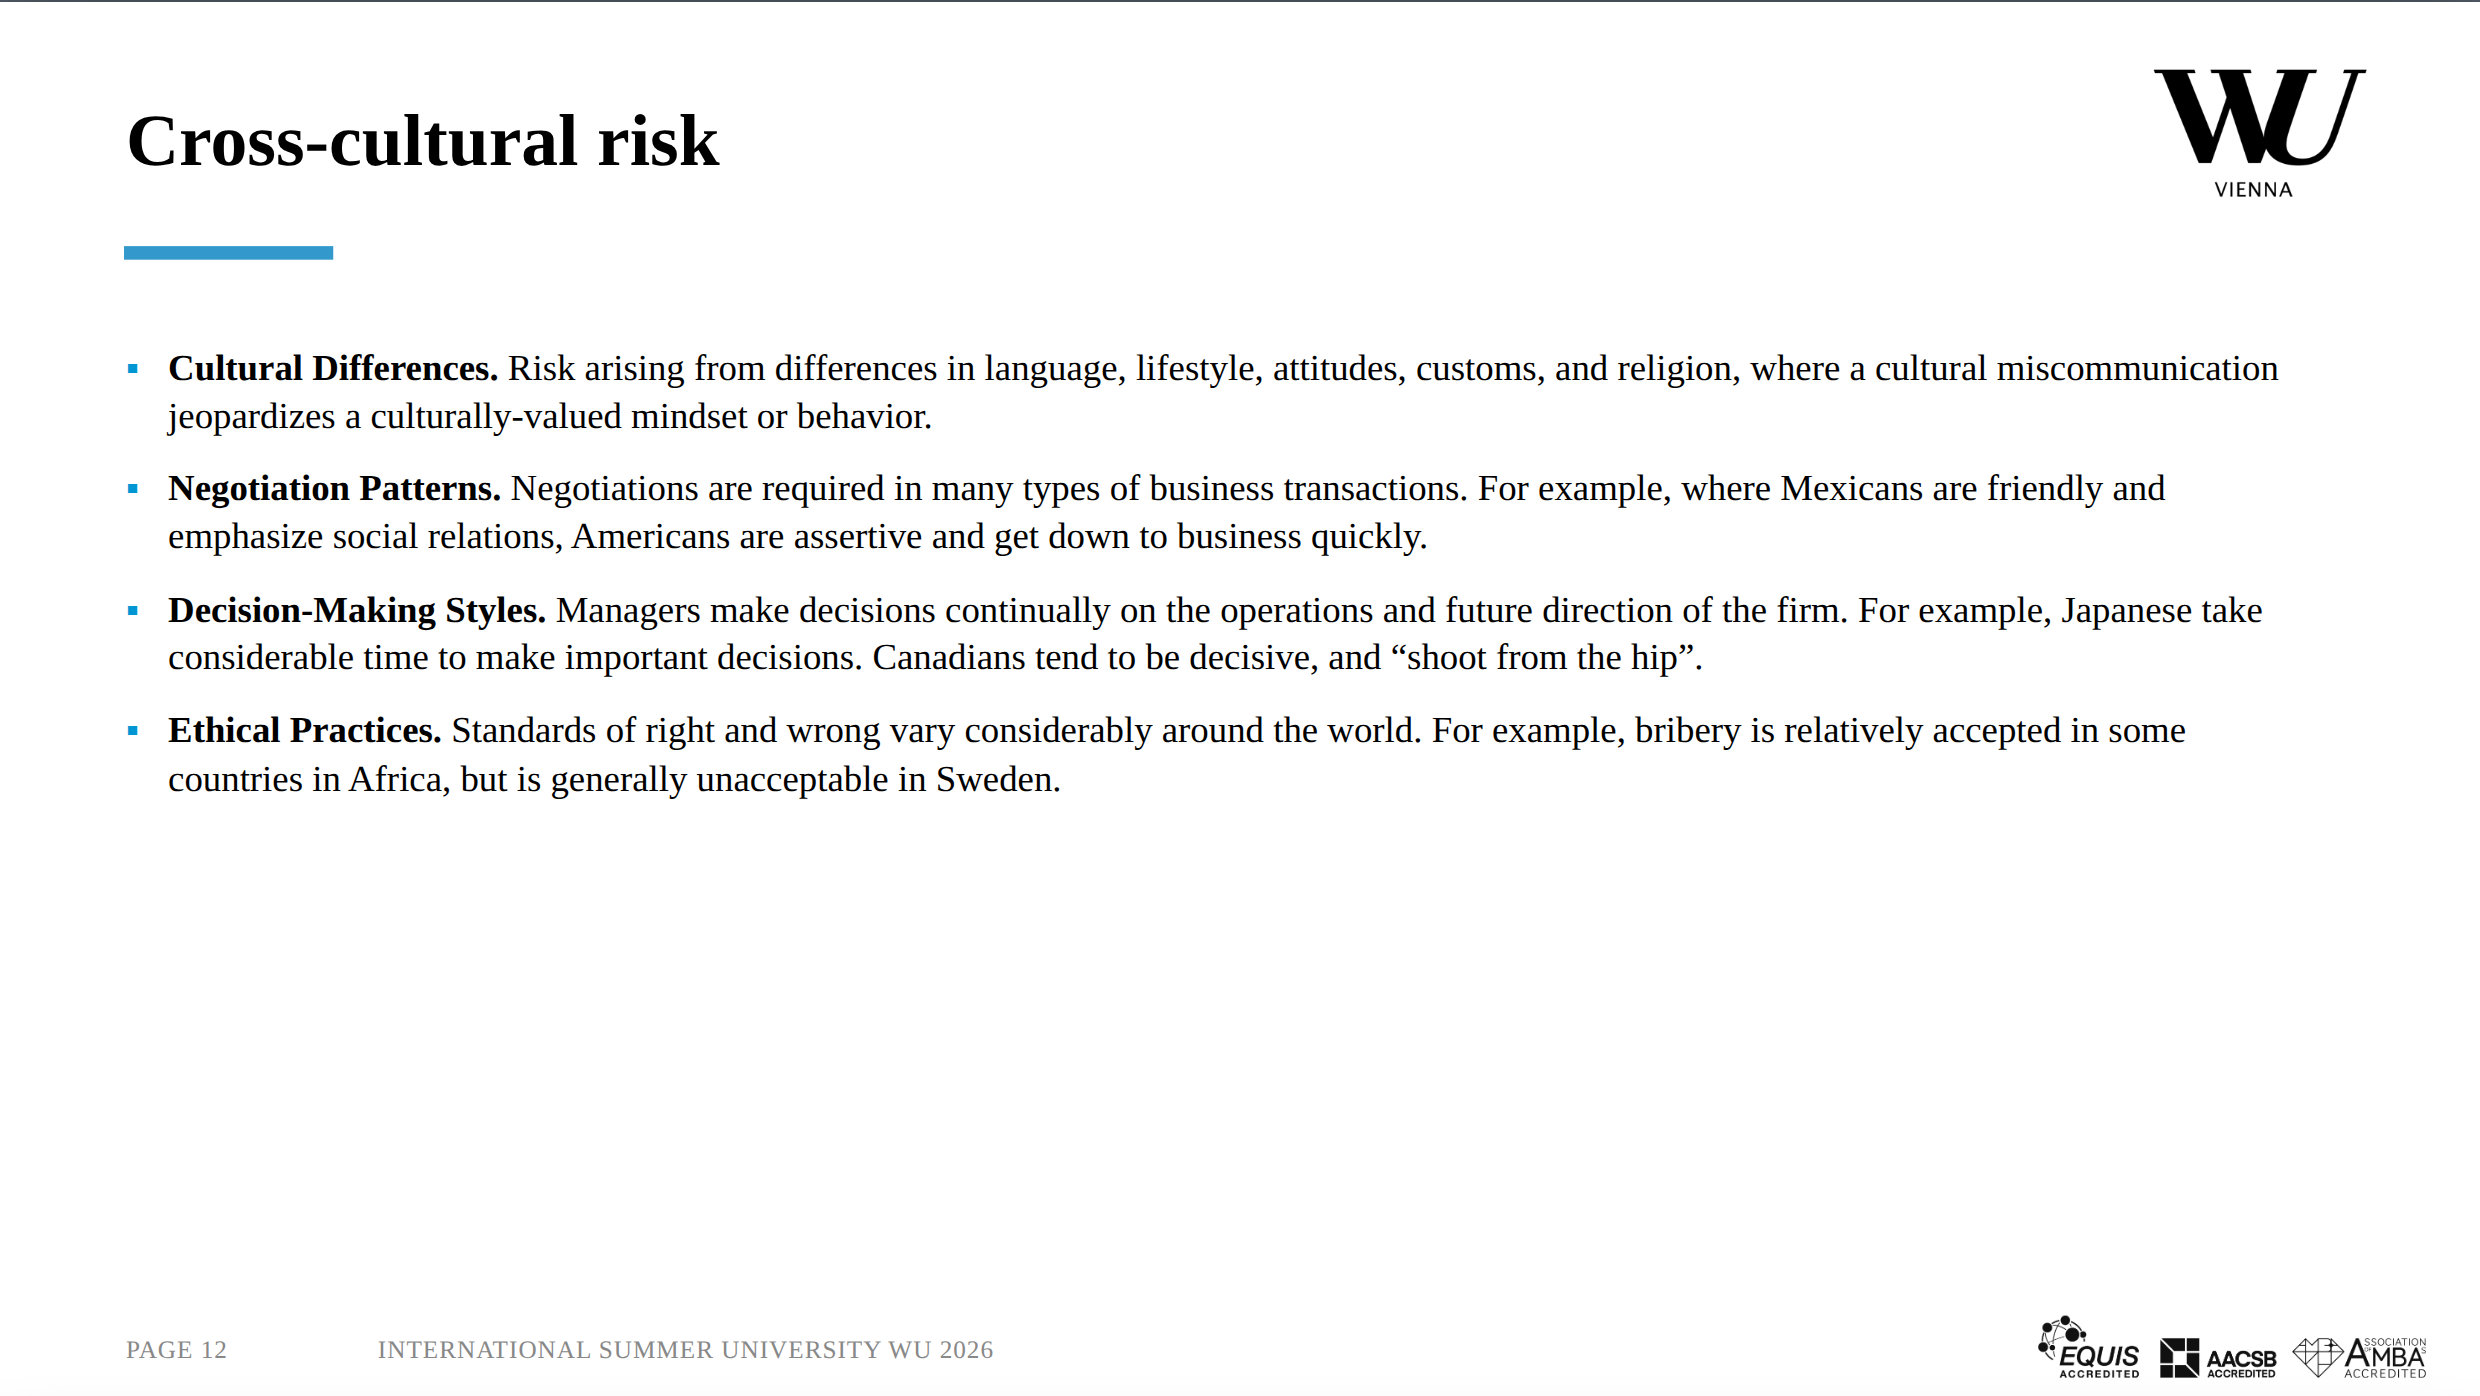 Cross-cultural risk
WU
VIENNA
▪ Cultural Differences. Risk arising from differences in language, lifestyle, attitudes, customs, and religion, where a cultural miscommunication
jeopardizes a culturally-valued mindset or behavior.
▪ Negotiation Patterns. Negotiations are required in many types of business transactions. For example, where Mexicans are friendly and
emphasize social relations, Americans are assertive and get down to business quickly.
▪ Decision-Making Styles. Managers make decisions continually on the operations and future direction of the firm. For example, Japanese take
considerable time to make important decisions. Canadians tend to be decisive, and “shoot from the hip”.
▪ Ethical Practices. Standards of right and wrong vary considerably around the world. For example, bribery is relatively accepted in some
countries in Africa, but is generally unacceptable in Sweden.
PAGE 12 INTERNATIONAL SUMMER UNIVERSITY WU 2026
EQUIS
ACCREDITED
AACSB
ACCREDITED
ASSOCIATION
OF
AMBAS
ACCREDITED